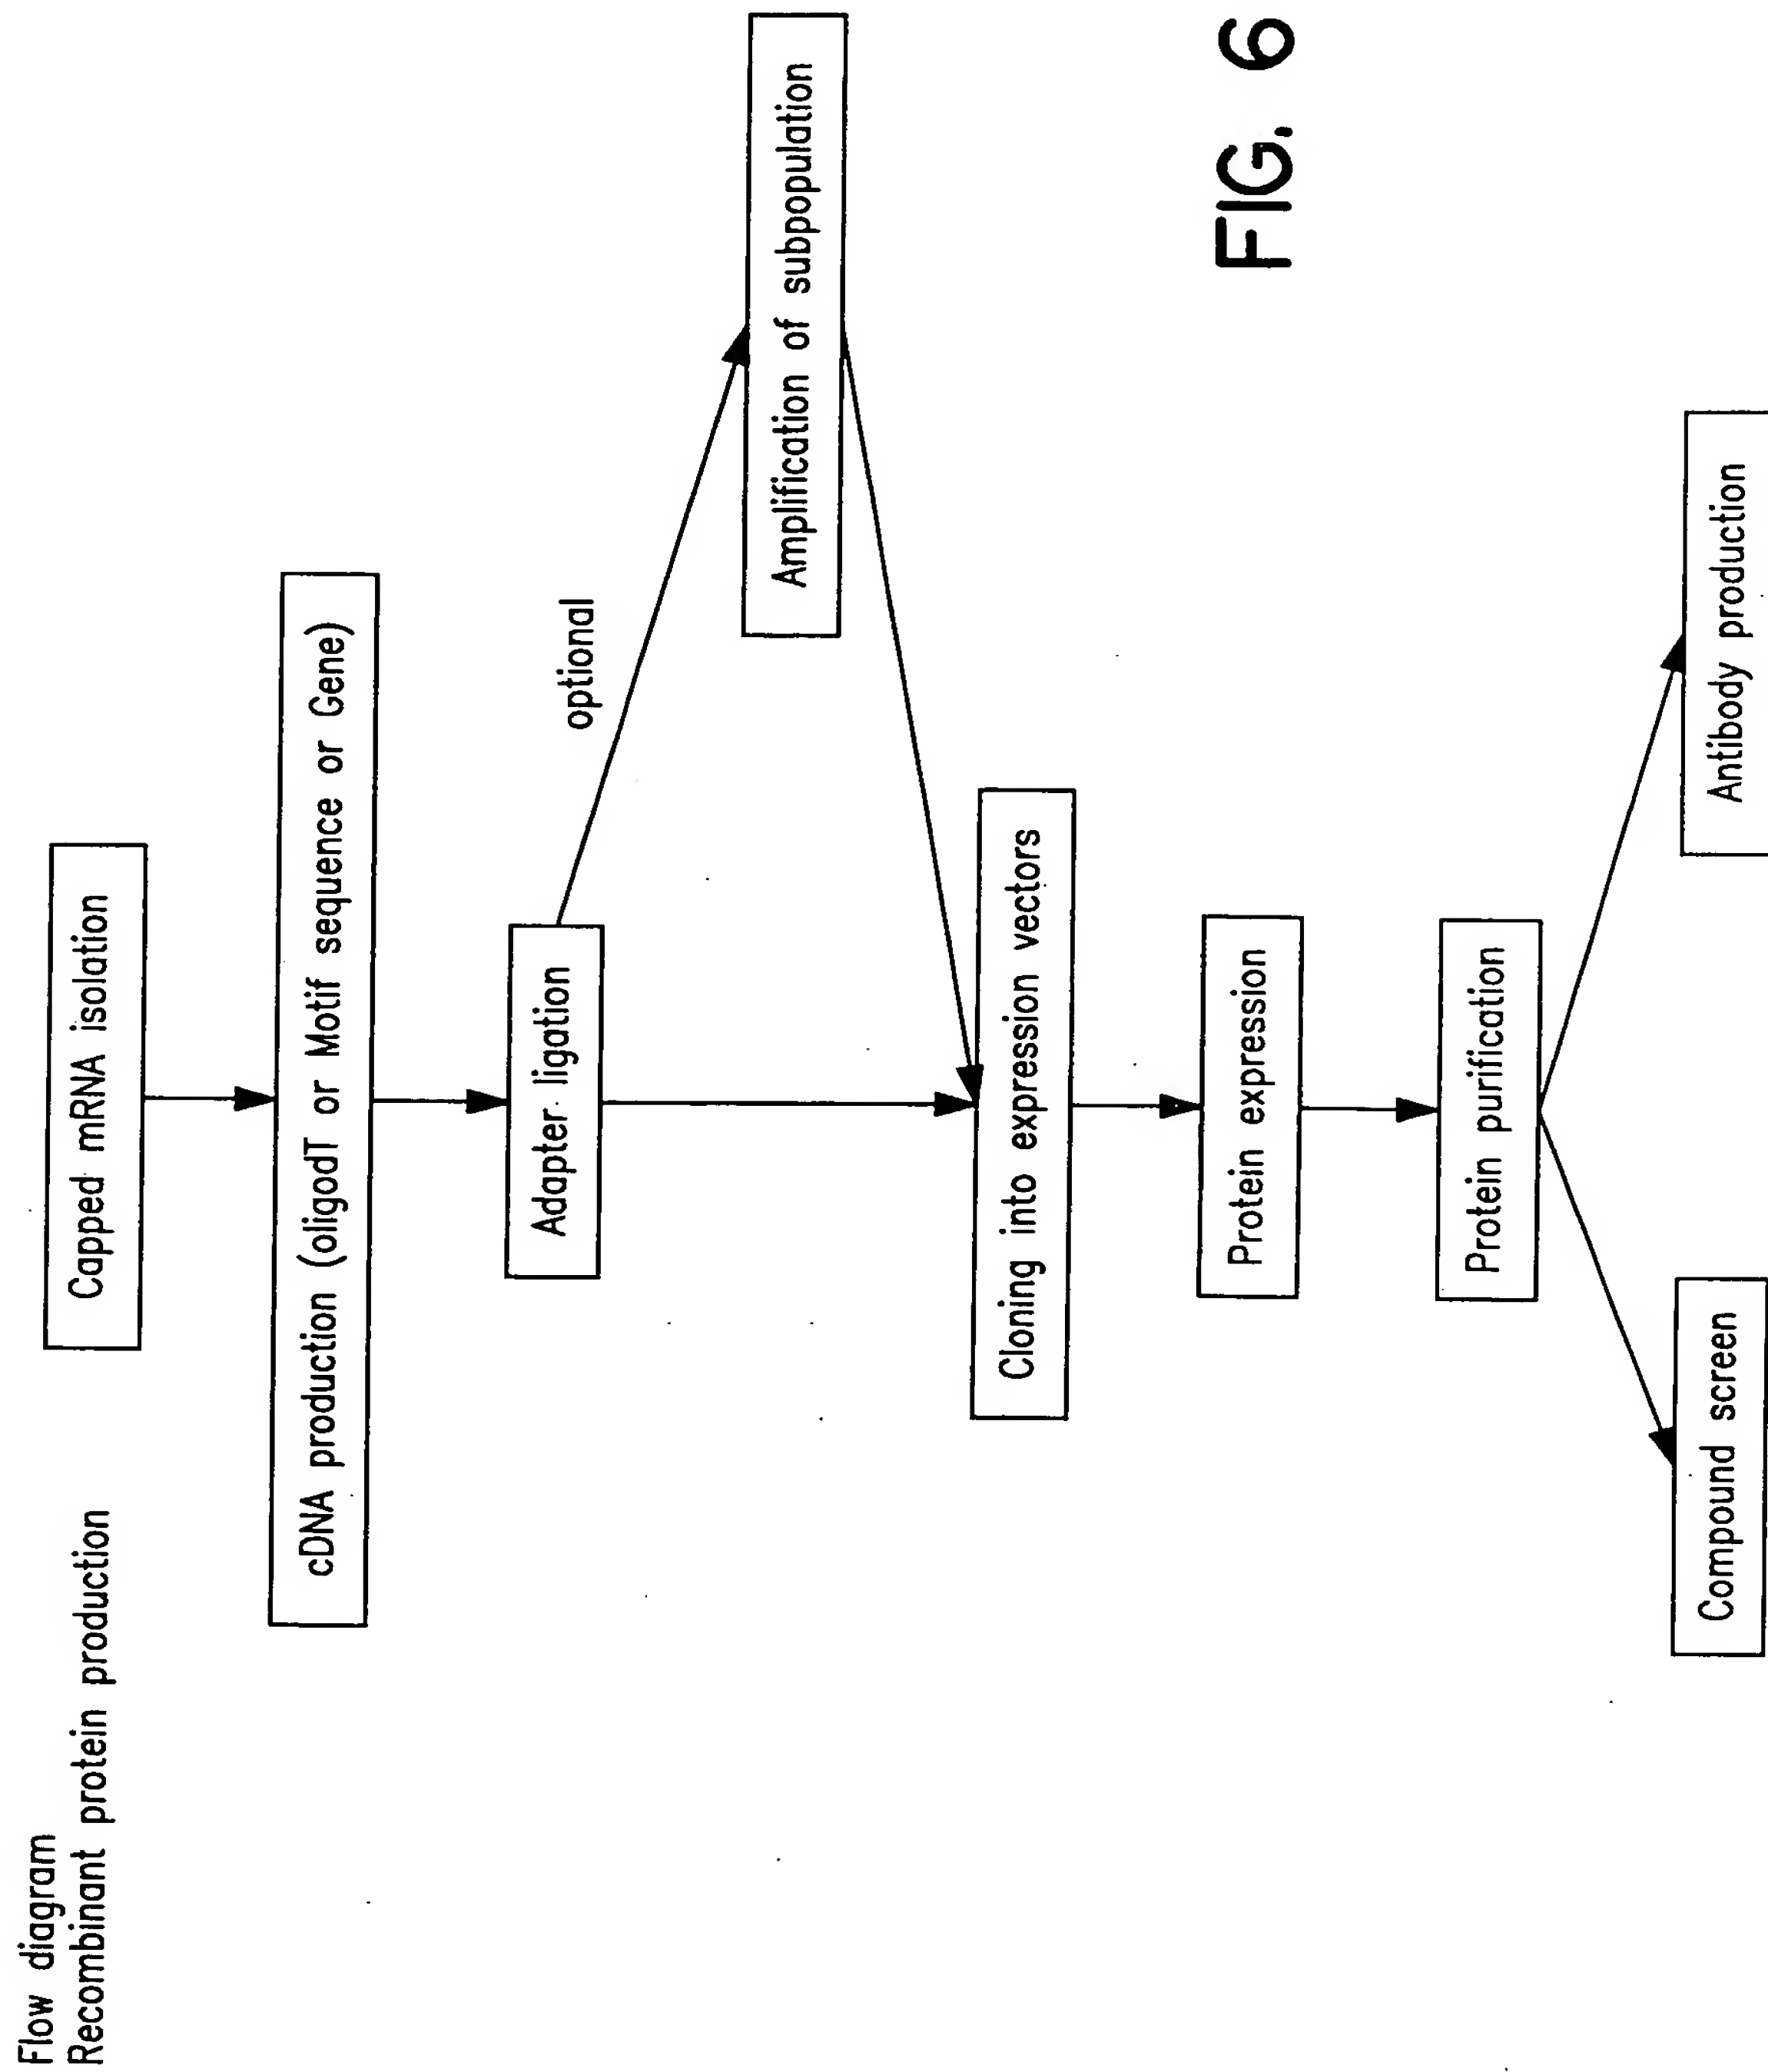 Flow diagram
Recombinant protein production
Capped mRNA isolation
cDNA production (oligodT or Motif sequence or Gene)
Adapter ligation
optional
Amplification of subpopulation
Cloning into expression vectors
Protein expression
Protein purification
Compound screen
Antibody production
FIG. 6